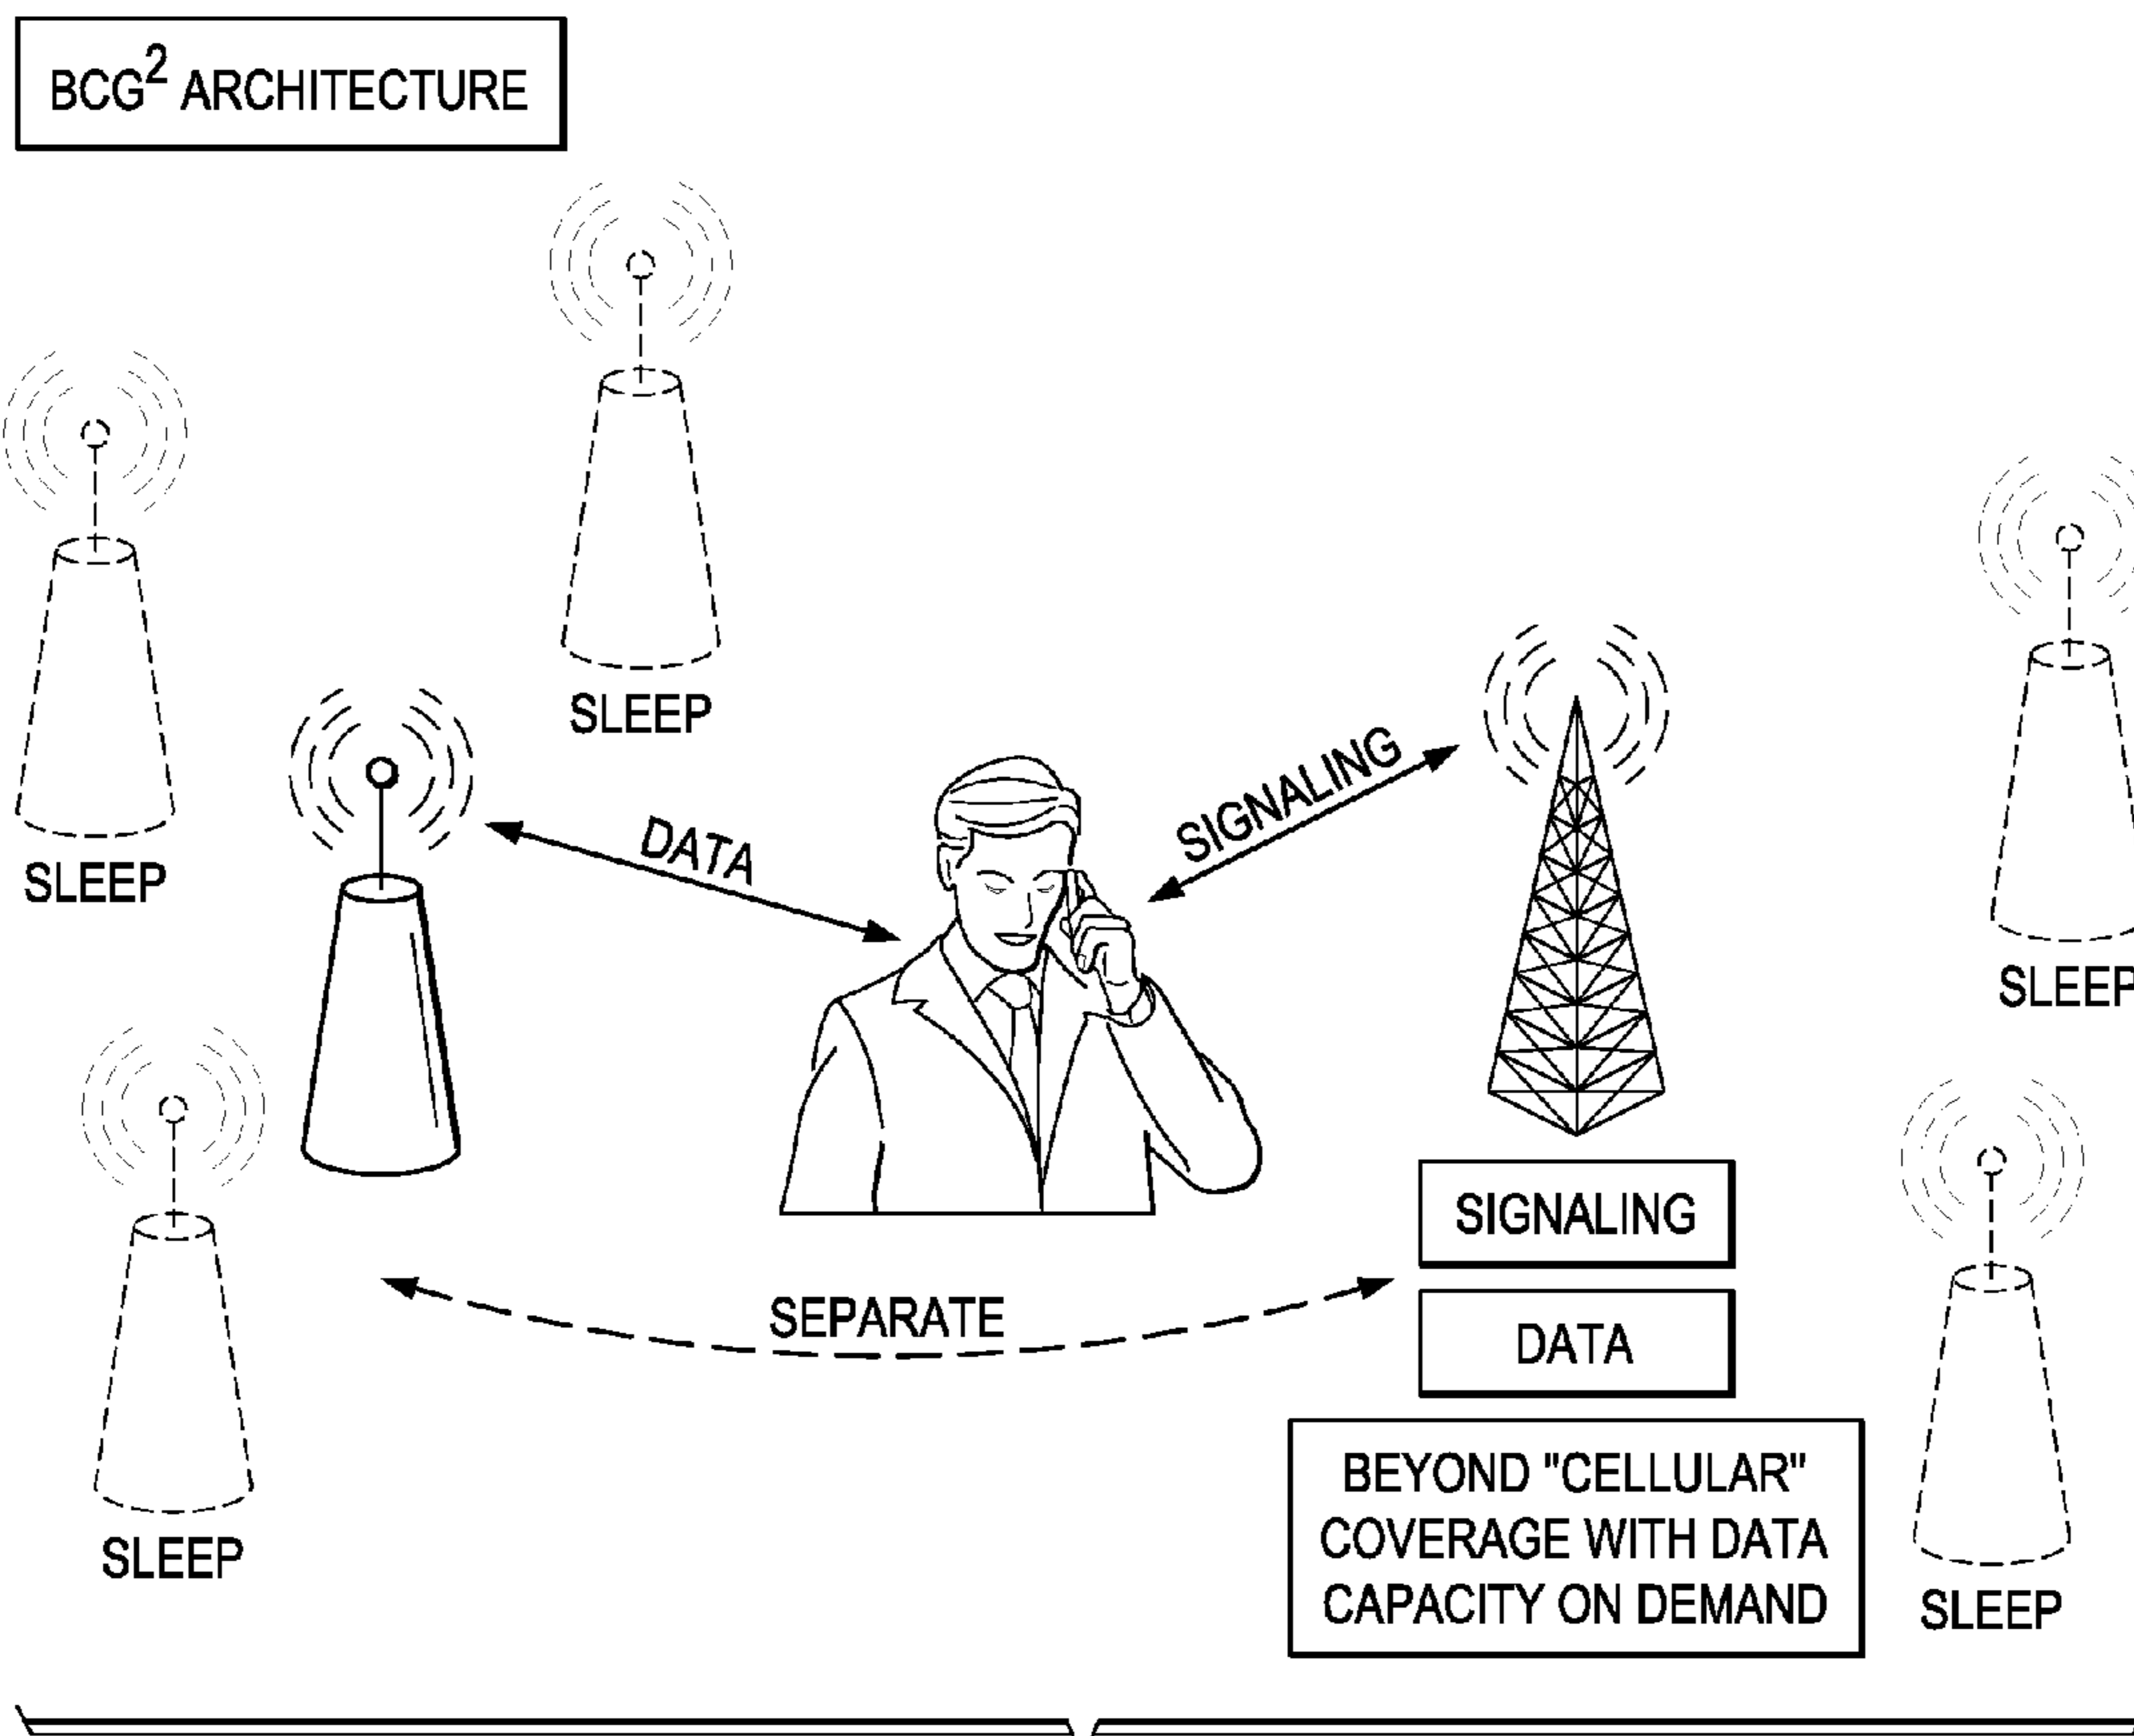 BCG² ARCHITECTURE
SLEEP
SLEEP
DATA
SIGNALING
SLEEP
SIGNALING
SEPARATE
DATA
BEYOND "CELLULAR"
COVERAGE WITH DATA
CAPACITY ON DEMAND
SLEEP
SLEEP